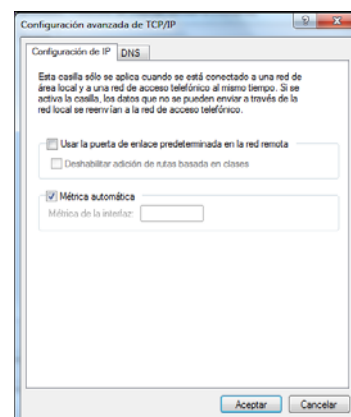 Configuración avanzada de TCP/IP
Configuración de IP DNS
Esta casilla sólo se aplica cuando se está conectado a una red de
área local y a una red de acceso telefónico al mismo tiempo. Si se
activa la casilla, los datos que no se pueden enviar a través de la
red local se reenvían a la red de acceso telefónico.
Usar la puerta de enlace predeterminada en la red remota
Deshabilitar adición de rutas basada en clases
Métrica automática
Métrica de la interfaz:
Aceptar Cancelar